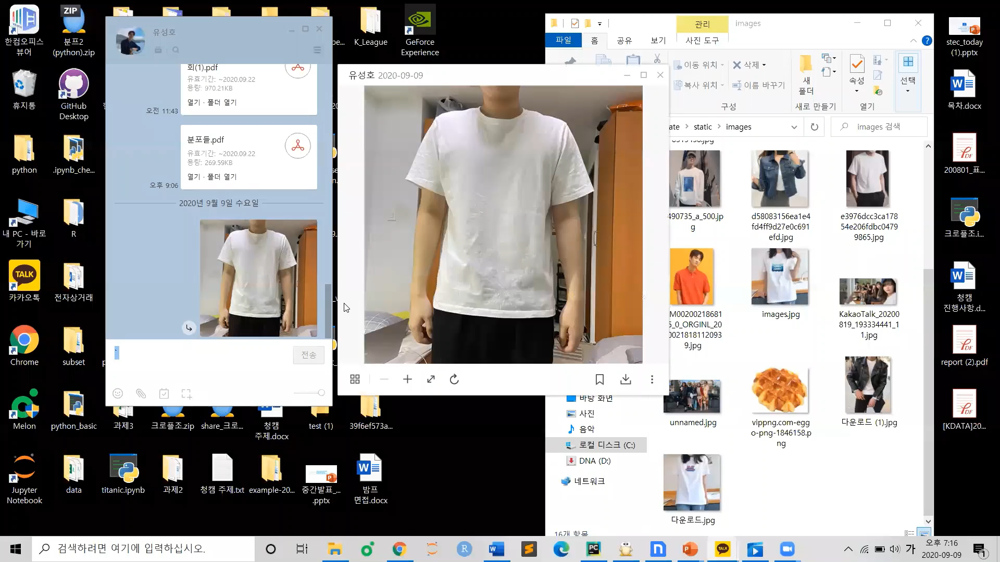 한컴오피스
뷰어
ZIP
분프2
(python).zip
K_League
GeForce
Experience
휴지통
GitHub
Desktop
python
.ipynb_che...
내 PC - 바로
가기
R
TALK
카카오톡
전자상거래
Chrome
subset
Melon
python_basic
과제3
크로플조.zip
share_크로...
청캠
주제.docx
test (1)
39f6ef573a...
Jupyter
Notebook
data
titanic.ipynb
과제2
청캠 주제.txt
example-20...
중간발표_...
.pptx
밤프
면접.docx
유성호
회(1).pdf
유효기간: ~2020.09.22
용량: 970.21KB
열기 · 폴더 열기
오전 11:43
분포들.pdf
유효기간: ~2020.09.22
용량: 269.59KB
열기 · 폴더 열기
오후 9:06
2020년 9월 9일 수요일
전송
유성호 2020-09-09
관리
images
파일
홈
공유
보기
사진 도구
이동 위치
삭제
복사 위치
이름 바꾸기
구성
새
폴더
새로 만들기
속성
열기
선택
static
images
images 검색
490735_a_500.jp
g
d58083156ea1e4
fd4ff9d27e0c691
efd.jpg
e3976dcc3ca178
54e206fdbc0479
9865.jpg
M00200218681
5_0_ORGINL_20
0021818112093
9.jpg
images.jpg
KakaoTalk_20200
819_193334441_1
1.jpg
unnamed.jpg
vippng.com-egg
o-png-1846158.p
ng
다운로드 (1).jpg
다운로드.jpg
바탕 화면
사진
음악
로컬 디스크 (C:)
DNA (D:)
네트워크
16개 항목
stec_today
(1).pptx
목차.docx
200801_표...
크로플조.i...
청캠
진행사항.d...
report (2).pdf
[KDATA]20...
검색하려면 여기에 입력하십시오.
가
오후 7:16
2020-09-09